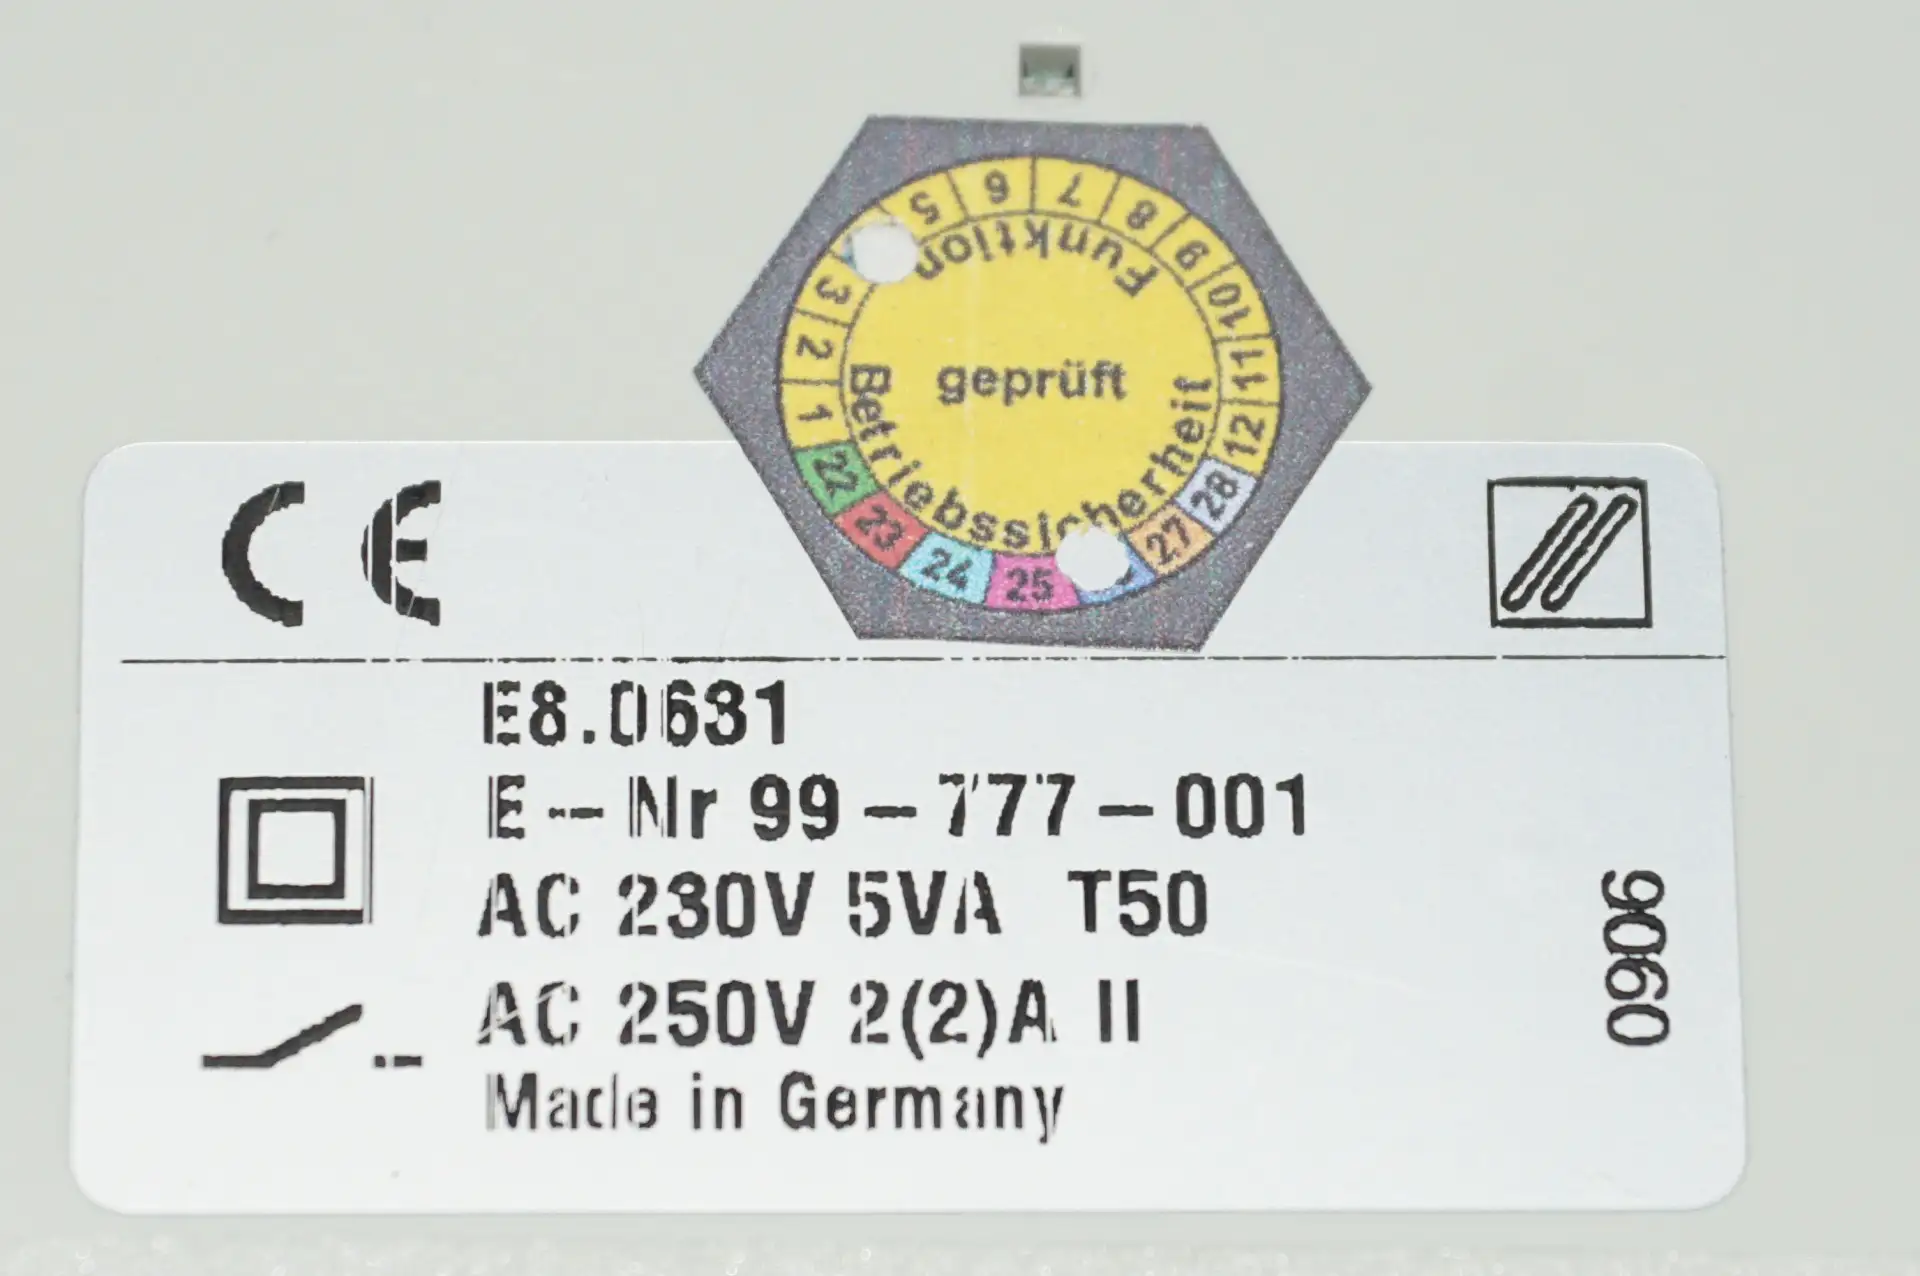 1 2 3 5 6 7 8 9 10 11 12
Funktion
geprüft
Betriebssicherheit
22 23 24 25 27 28
CE
E8.0631
E-Nr 99-777-001
AC 230V 5VA T50
AC 250V 2(2)A II
Made in Germany
9060